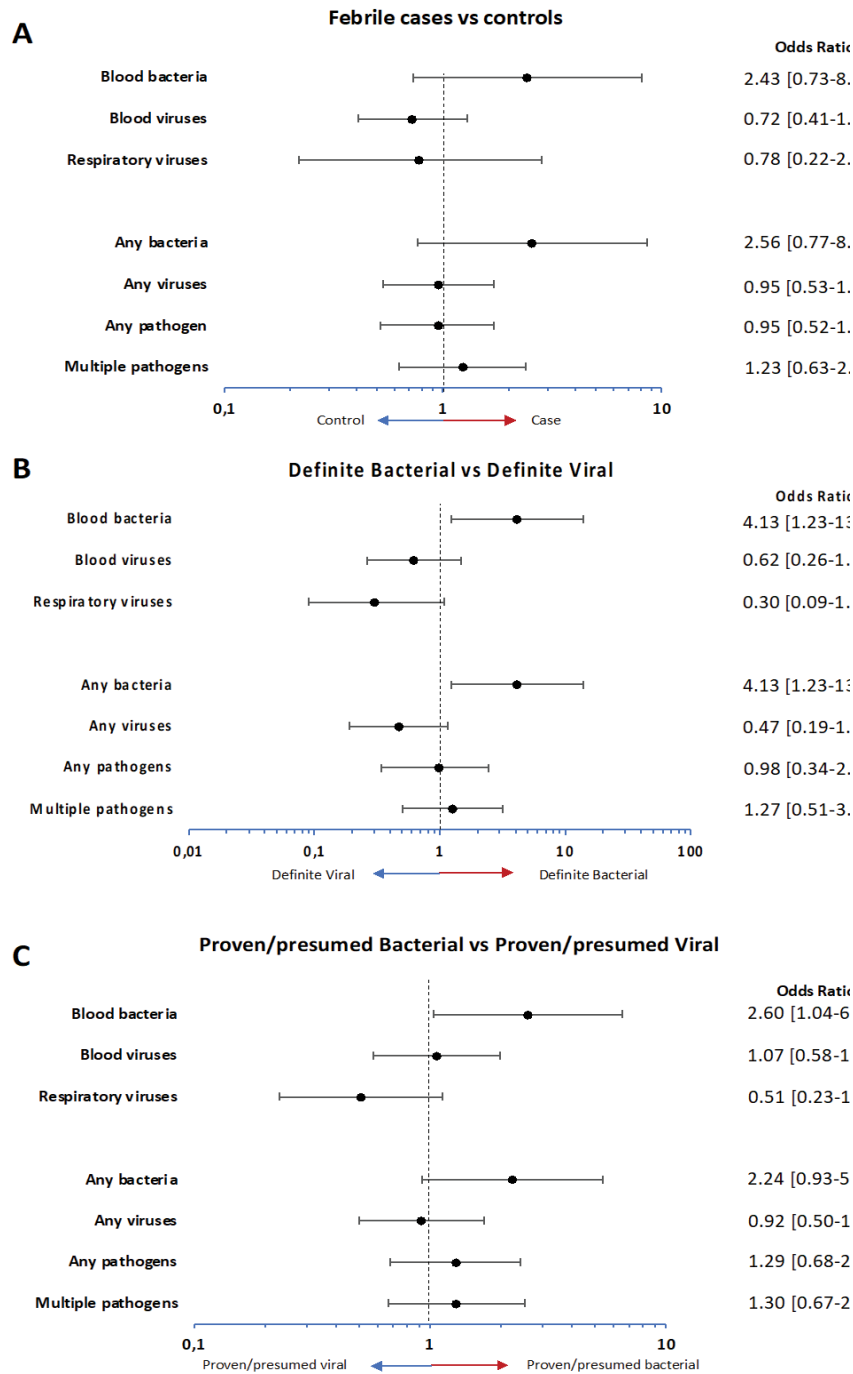 Febrile cases vs controls
A
Odds Ratio
Blood bacteria 2.43 [0.73-8.
Blood viruses 0.72 [0.41-1.
Respiratory viruses 0.78 [0.22-2.
Any bacteria 2.56 [0.77-8.
Any viruses 0.95 [0.53-1.
Any pathogen 0.95 [0.52-1.
Multiple pathogens 1.23 [0.63-2.
0,1 1 10
Control Case
B
Definite Bacterial vs Definite Viral
Odds Ratio
Blood bacteria 4.13 [1.23-13
Blood viruses 0.62 [0.26-1.
Respiratory viruses 0.30 [0.09-1.
Any bacteria 4.13 [1.23-13
Any viruses 0.47 [0.19-1.
Any pathogens 0.98 [0.34-2.
Multiple pathogens 1.27 [0.51-3.
0,01 0,1 1 10 100
Definite Viral Definite Bacterial
C
Proven/presumed Bacterial vs Proven/presumed Viral
Odds Ratio
Blood bacteria 2.60 [1.04-6
Blood viruses 1.07 [0.58-1
Respiratory viruses 0.51 [0.23-1
Any bacteria 2.24 [0.93-5
Any viruses 0.92 [0.50-1
Any pathogens 1.29 [0.68-2
Multiple pathogens 1.30 [0.67-2
0,1 1 10
Proven/presumed viral Proven/presumed bacterial